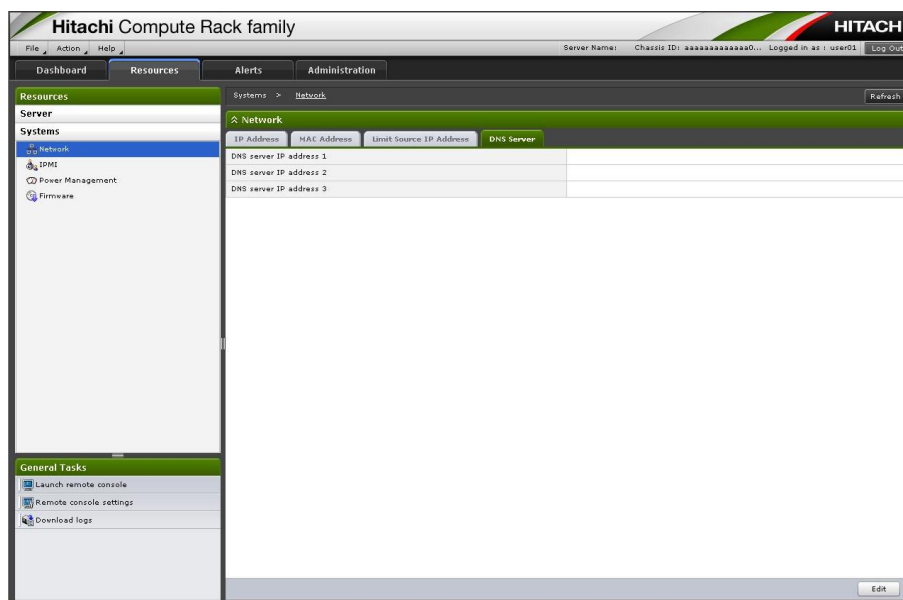 Hitachi Compute Rack family
HITACHI
File Action Help
Server Name: Chassis ID: aaaaaaaaaaaaa0... Logged in as : user01 Log Out
Dashboard Resources Alerts Administration
Resources
Server
Systems
Network
IPMI
Power Management
Firmware
Systems > Network
Refresh
Network
IP Address MAC Address Limit Source IP Address DNS Server
DNS server IP address 1
DNS server IP address 2
DNS server IP address 3
General Tasks
Launch remote console
Remote console settings
Download logs
Edit